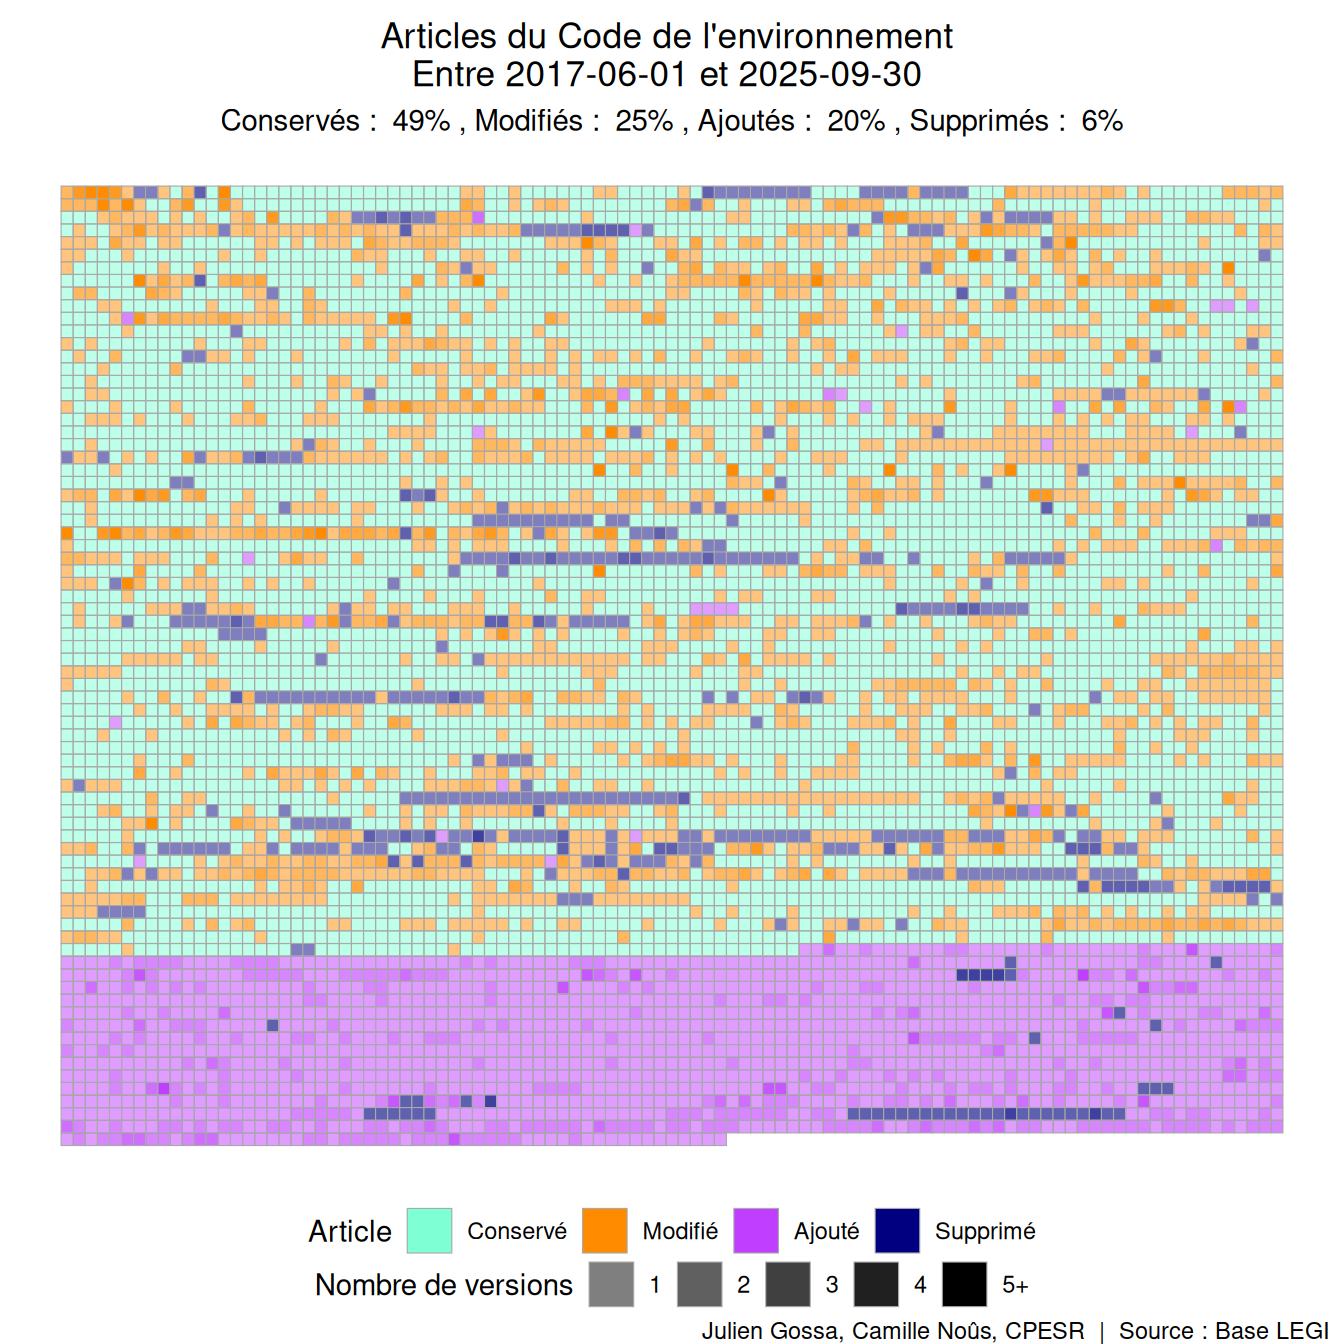 Articles du Code de l'environnement
Entre 2017-06-01 et 2025-09-30
Conservés :  49% , Modifiés :  25% , Ajoutés :  20% , Supprimés :  6%
Article Conservé Modifié Ajouté Supprimé
Nombre de versions 1 2 3 4 5+
Julien Gossa, Camille Noûs, CPESR  |  Source : Base LEGI